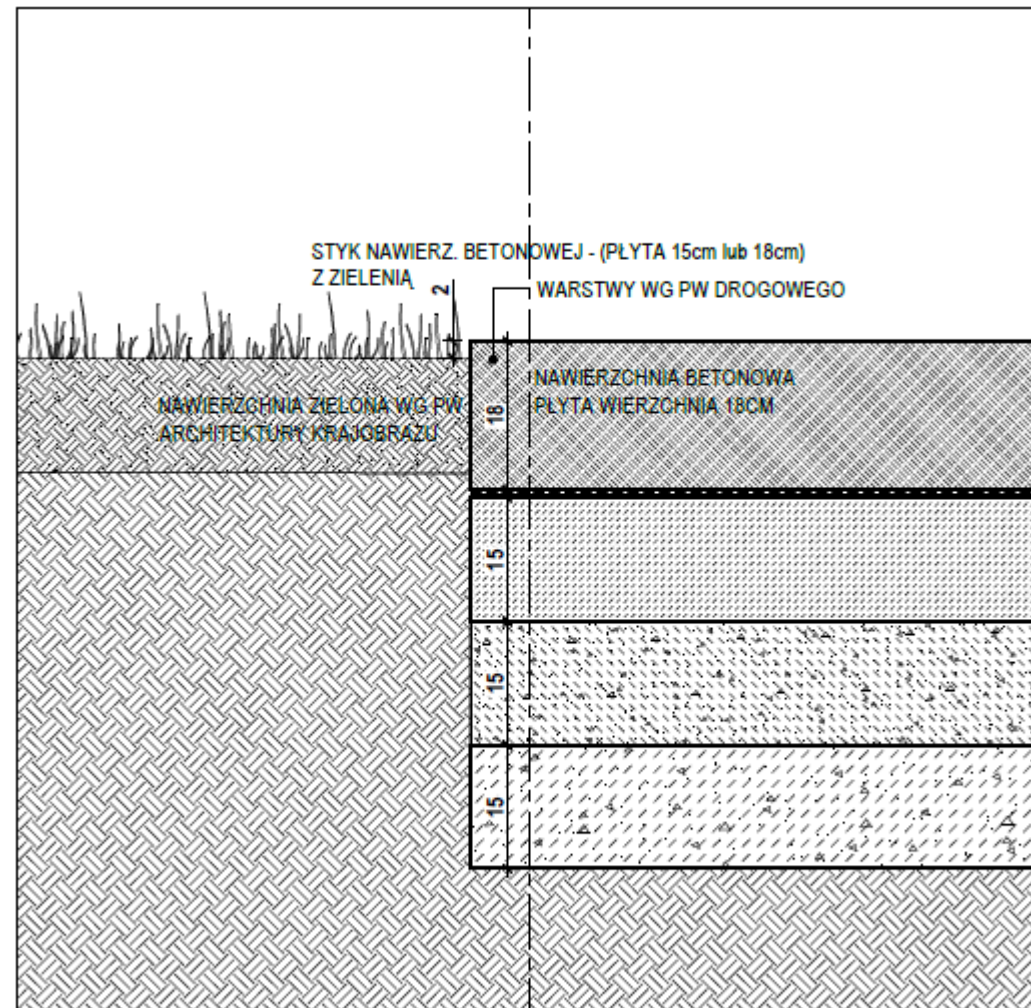 STYK NAWIERZ. BETONOWEJ - (PŁYTA 15cm lub 18cm)
Z ZIELENIĄ
2
WARSTWY WG PW DROGOWEGO
NAWIERZCHNIA BETONOWA
PŁYTA WIERZCHNIA 18CM
NAWIERZCHNIA ZIELONA WG PW
ARCHITEKTURY KRAJOBRAZU
18
15
15
15